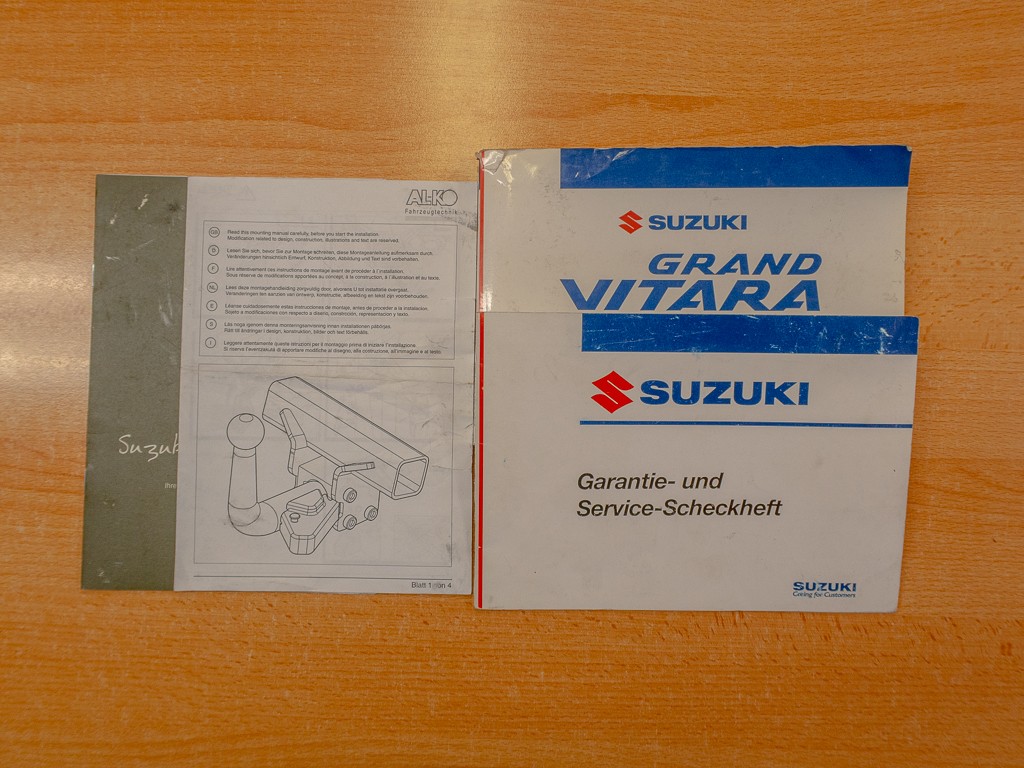 AL-KO
Fahrzeugtechnik
GB Read this mounting manual carefully, before you start the installation.
Modification related to design, construction, illustrations and text are reserved.
D Lesen Sie sich, bevor Sie zur Montage schreiten, diese Montageanleitung aufmerksam durch.
Veränderungen hinsichtlich Entwurf, Konstruktion, Abbildung und Text sind vorbehalten.
F Lire attentivement ces instructions de montage avant de procéder à l'installation.
Sous réserve de modifications apportées au concept, à la construction, à l'illustration et au texte.
NL Lees deze montagehandleiding zorgvuldig door, alvorens U tot installatie overgaat.
Veranderingen ten aanzien van ontwerp, konstructie, afbeelding en tekst zijn voorbehouden.
E Léanse cuidadosamente estas instrucciones de montaje, antes de proceder a la instalación.
Sujeto a modificaciones con respecto a diseño, construcción, representación y texto.
S Läs noga igenom denna monteringsanvisning innan installationen påbörjas.
Rätt till ändringar i design, konstruktion, bilder och text förbehålls.
I Leggere attentamente queste istruzioni per il montaggio prima di iniziare l'installazione.
Si riserva l'eventualità di apportare modifiche al disegno, alla costruzione, all'immagine e al testo.
Suzuk
Ihre
Blatt 1 von 4
SUZUKI
GRAND
VITARA
SUZUKI
Garantie- und
Service-Scheckheft
SUZUKI
Caring for Customers